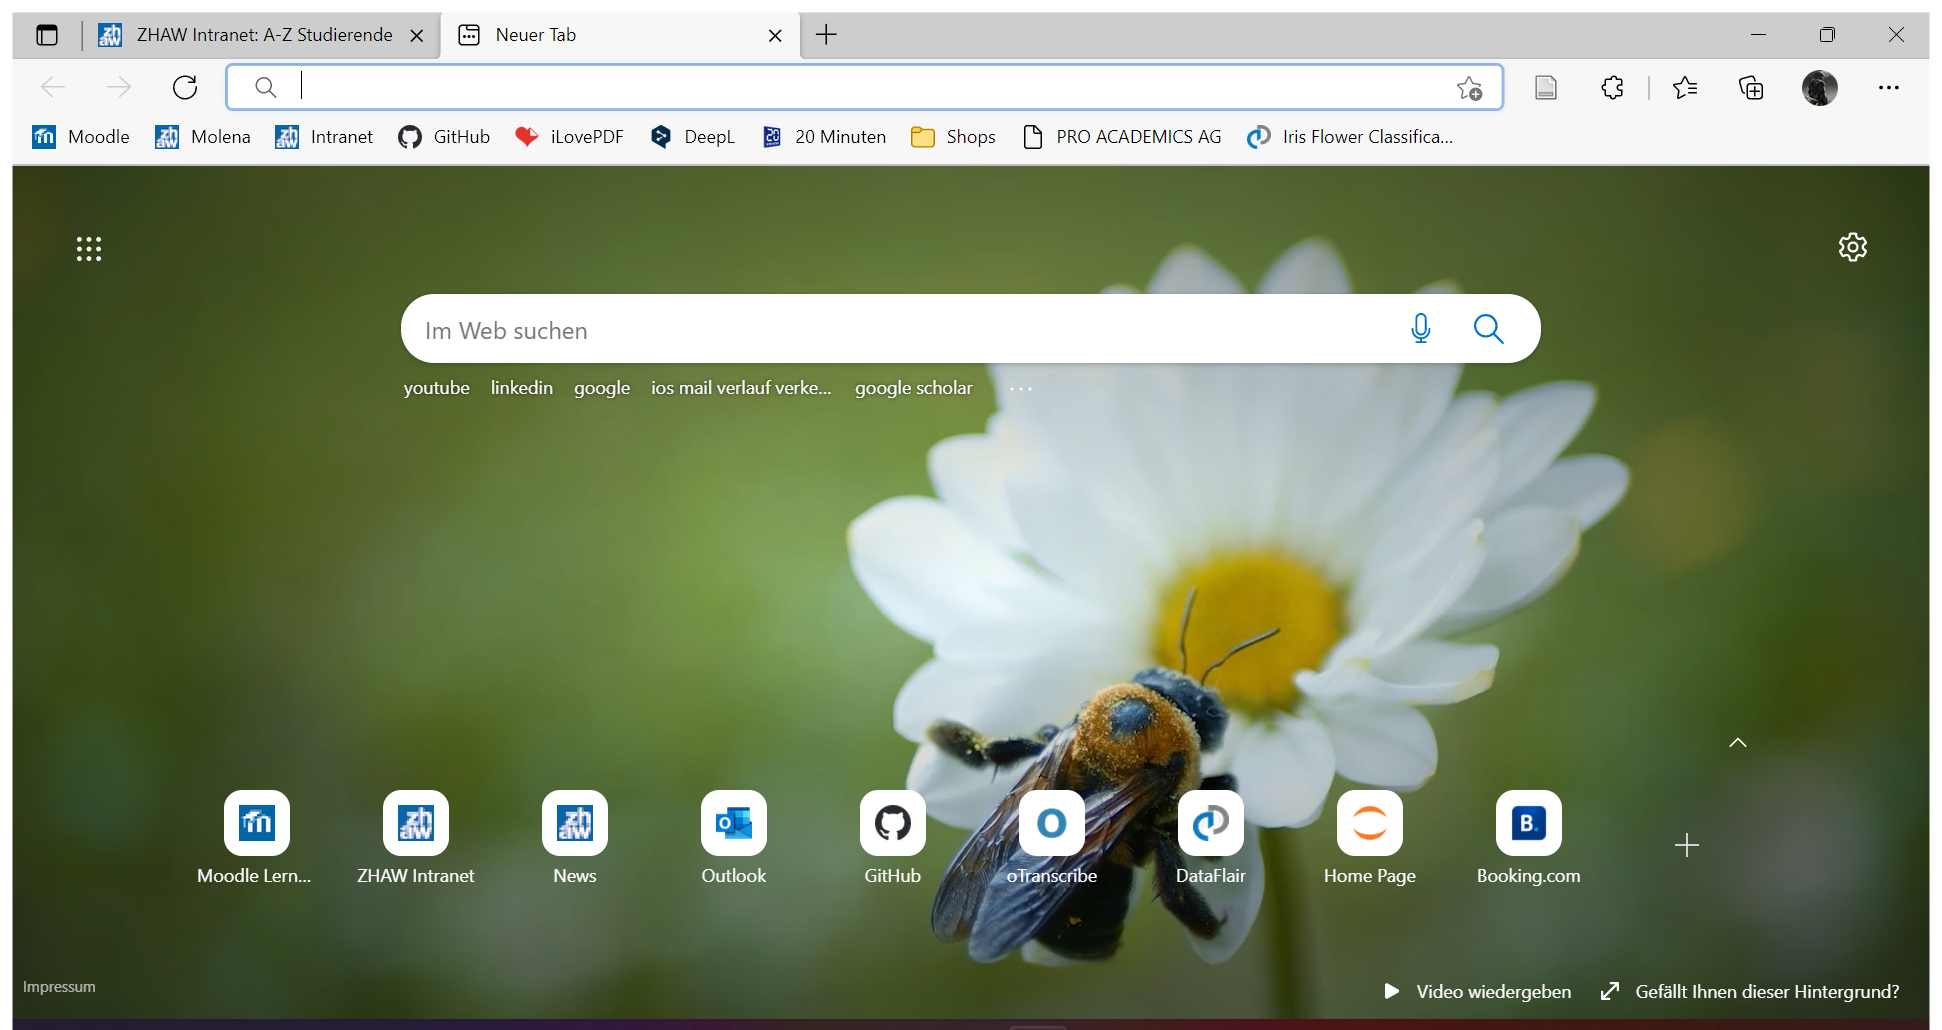 ZHAW Intranet: A-Z Studierende
Neuer Tab
Moodle
Molena
Intranet
GitHub
iLovePDF
DeepL
20 Minuten
Shops
PRO ACADEMICS AG
Iris Flower Classifica...
Im Web suchen
youtube
linkedin
google
ios mail verlauf verke...
google scholar
Moodle Lern...
ZHAW Intranet
News
Outlook
GitHub
oTranscribe
DataFlair
Home Page
Booking.com
Impressum
Video wiedergeben
Gefällt Ihnen dieser Hintergrund?